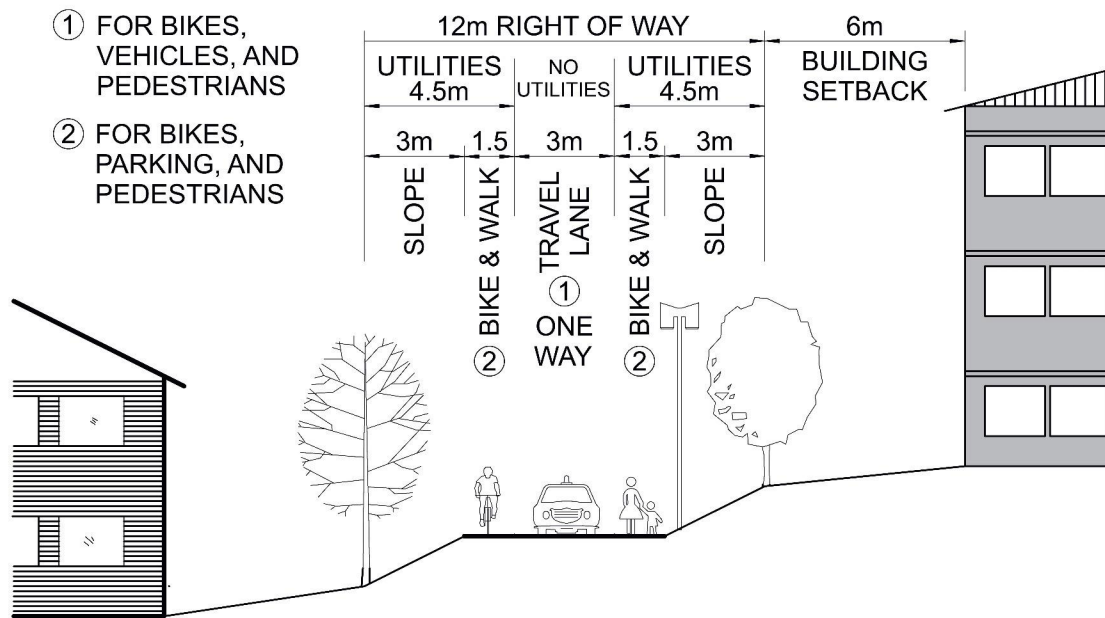 ① FOR BIKES,
VEHICLES, AND
PEDESTRIANS
② FOR BIKES,
PARKING, AND
PEDESTRIANS
12m RIGHT OF WAY
6m
BUILDING
SETBACK
UTILITIES
4.5m
NO
UTILITIES
UTILITIES
4.5m
3m
1.5
3m
1.5
3m
SLOPE
BIKE & WALK
②
TRAVEL
LANE
①
ONE
WAY
BIKE & WALK
②
SLOPE